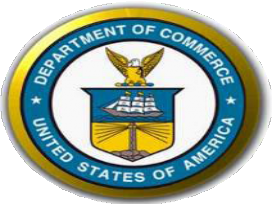 DEPARTMENT OF COMMERCE
UNITED STATES OF AMERICA